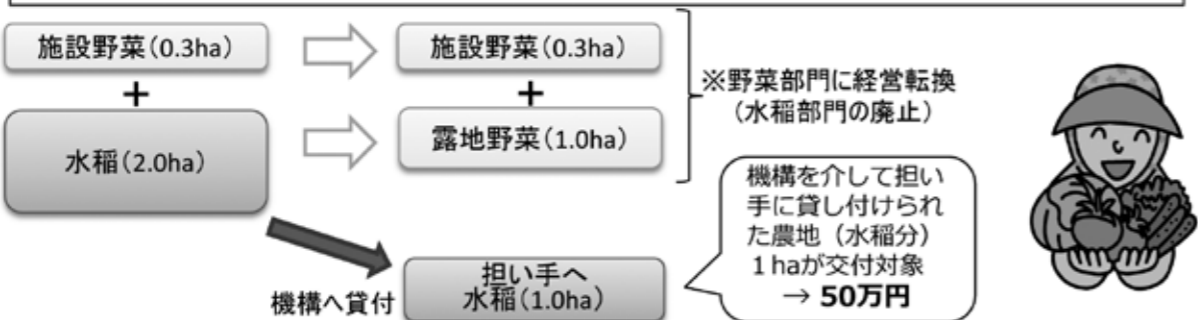 施設野菜（0.3ha）
＋
水稲（2.0ha）
施設野菜（0.3ha）
＋
露地野菜（1.0ha）
※野菜部門に経営転換
（水稲部門の廃止）
機構へ貸付
担い手へ
水稲（1.0ha）
機構を介して担い
手に貸し付けられ
た農地（水稲分）
１haが交付対象
→ 50万円